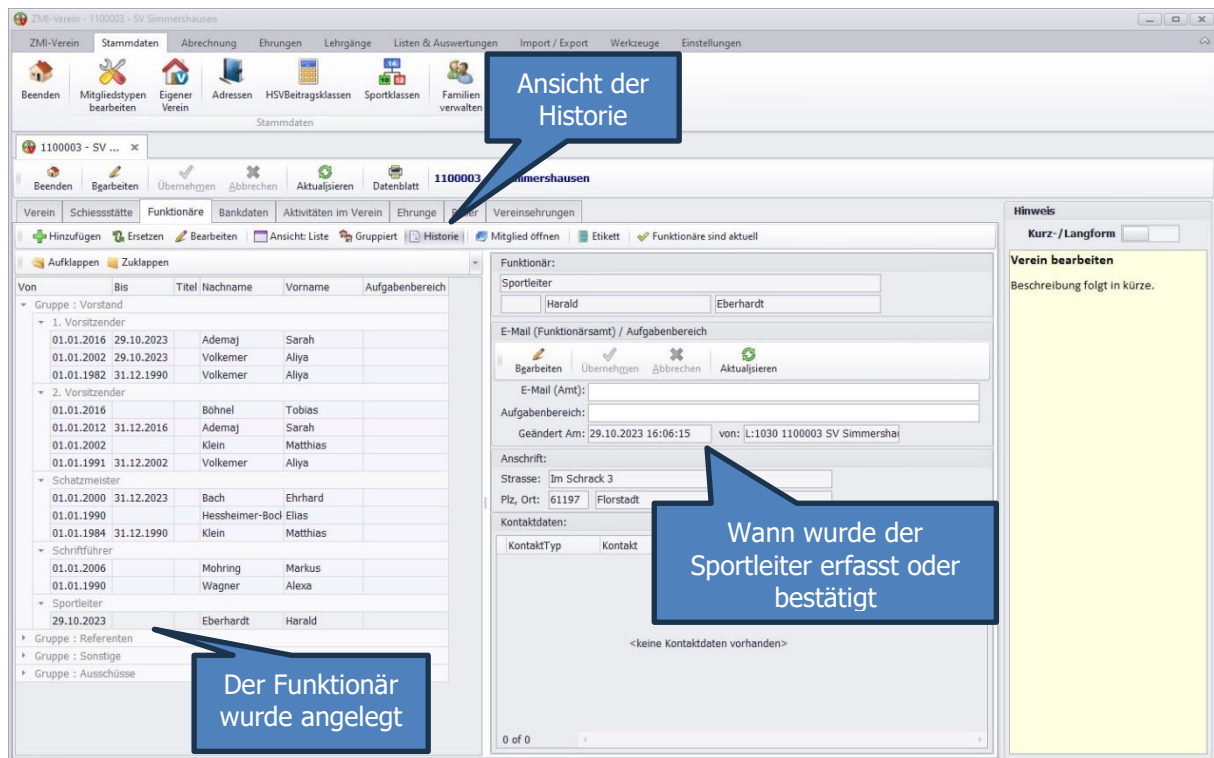 ZMI-Verein - 1100003 - SV Simmershausen
ZMI-Verein Stammdaten Abrechnung Ehrungen Lehrgänge Listen & Auswertungen Import / Export Werkzeuge Einstellungen
Beenden Mitgliedstypen bearbeiten Eigener Verein Adressen HSVBeitragsklassen Sportklassen Familien verwalten
Stammdaten
Ansicht der
Historie
1100003 - SV ...
Beenden Bearbeiten Übernehmen Abbrechen Aktualisieren Datenblatt 1100003 mmershausen
Verein Schiessstätte Funktionäre Bankdaten Aktivitäten im Verein Ehrunge er Vereinsehrungen
Hinzufügen Ersetzen Bearbeiten Ansicht: Liste Gruppiert Historie Mitglied öffnen Etikett Funktionäre sind aktuell
Aufklappen Zuklappen
Von Bis Titel Nachname Vorname Aufgabenbereich
Gruppe : Vorstand
1. Vorsitzender
01.01.2016 29.10.2023 Ademaj Sarah
01.01.2002 29.10.2023 Volkemer Aliya
01.01.1982 31.12.1990 Volkemer Aliya
2. Vorsitzender
01.01.2016 Böhnel Tobias
01.01.2012 31.12.2016 Ademaj Sarah
01.01.2002 Klein Matthias
01.01.1991 31.12.2002 Volkemer Aliya
Schatzmeister
01.01.2000 31.12.2023 Bach Ehrhard
01.01.1990 Hessheimer-Bock Elias
01.01.1984 31.12.1990 Klein Matthias
Schriftführer
01.01.2006 Mohring Markus
01.01.1990 Wagner Alexa
Sportleiter
29.10.2023 Eberhardt Harald
Gruppe : Referenten
Gruppe : Sonstige
Gruppe : Ausschüsse
Der Funktionär
wurde angelegt
Funktionär:
Sportleiter
Harald Eberhardt
E-Mail (Funktionärsamt) / Aufgabenbereich
Bearbeiten Übernehmen Abbrechen Aktualisieren
E-Mail (Amt):
Aufgabenbereich:
Geändert Am: 29.10.2023 16:06:15 von: L:1030 1100003 SV Simmersha
Anschrift:
Strasse: Im Schrack 3
Plz, Ort: 61197 Florstadt
Kontaktdaten:
KontaktTyp Kontakt
Wann wurde der
Sportleiter erfasst oder
bestätigt
<keine Kontaktdaten vorhanden>
0 of 0
Hinweis
Kurz-/Langform
Verein bearbeiten
Beschreibung folgt in kürze.